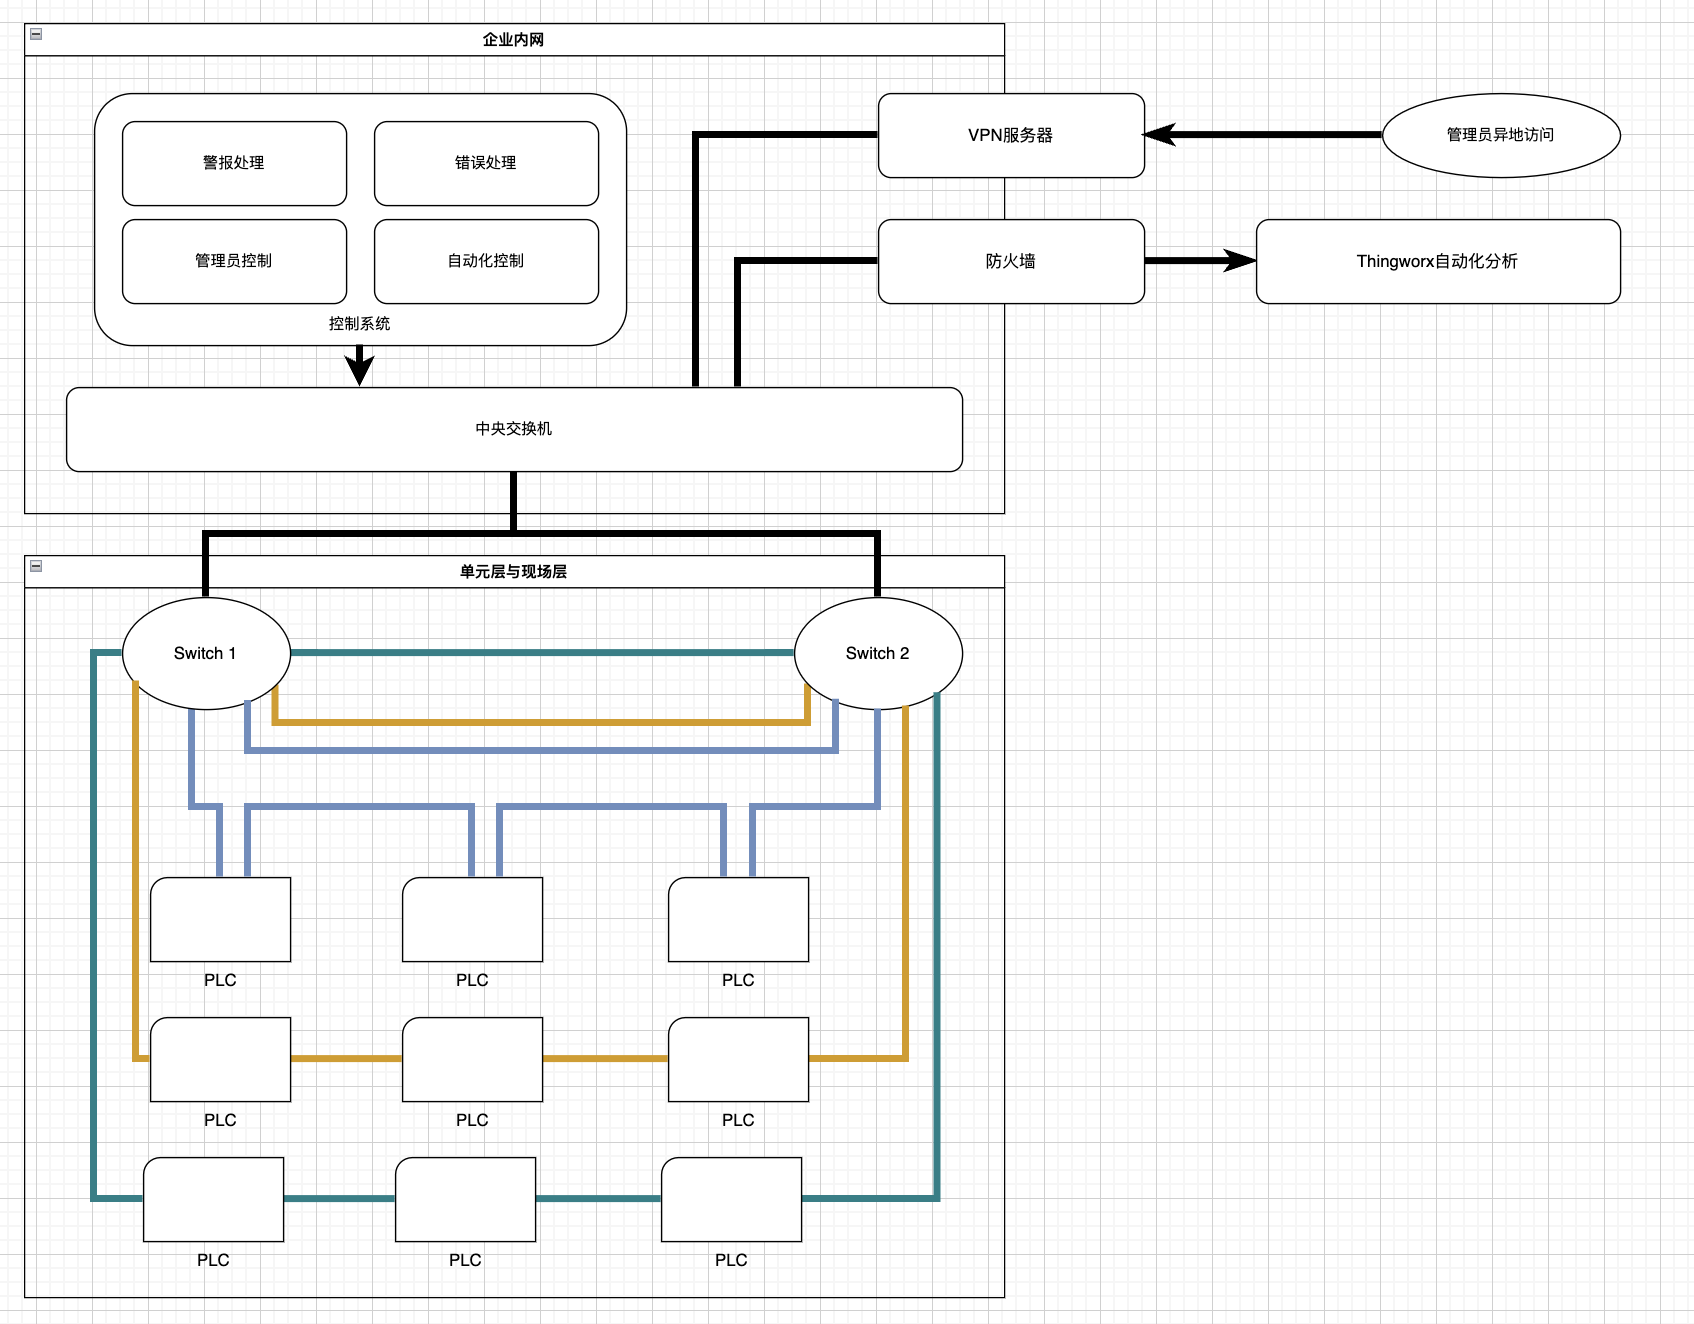 企业内网
警报处理
错误处理
管理员控制
自动化控制
控制系统
VPN服务器
管理员异地访问
防火墙
Thingworx自动化分析
中央交换机
单元层与现场层
Switch 1
Switch 2
PLC
PLC
PLC
PLC
PLC
PLC
PLC
PLC
PLC